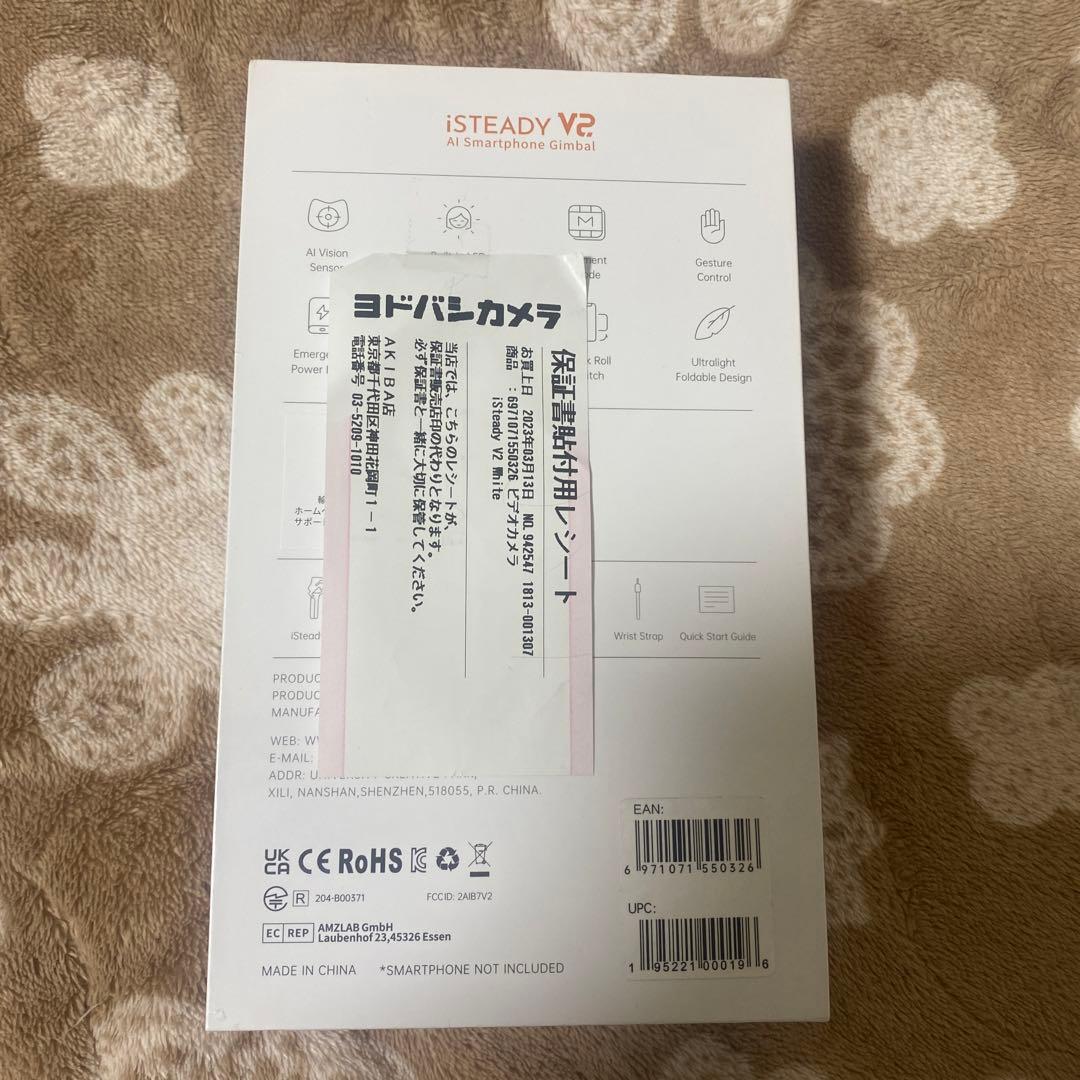 iSTEADY V2
AI Smartphone Gimbal
AI Vision
Sensor
Gesture
Control
Ultralight
Foldable Design
Roll
ヨドバシカメラ
保証書貼付用レシート
お買上日 2023年03月13日 NO. 942547 1813-001307
商品 :6971071550326 ビデオカメラ
iSteady V2 White
当店では、こちらのレシートが、
保証書販売店印の代わりとなります。
必ず保証書と一緒に大切に保管してください。
AKIBA店
東京都千代田区神田花岡町1-1
電話番号 03-5209-1010
Wrist Strap
Quick Start Guide
WEB:
E-MAIL:
ADDR:
XILI, NANSHAN,SHENZHEN,518055, P.R. CHINA.
EAN:
6 971071 550326
UPC:
1 95221 00019 6
UK
CA
CE RoHS
R 204-B00371
FCCID: 2AIB7V2
EC REP
AMZLAB GmbH
Laubenhof 23,45326 Essen
MADE IN CHINA
*SMARTPHONE NOT INCLUDED